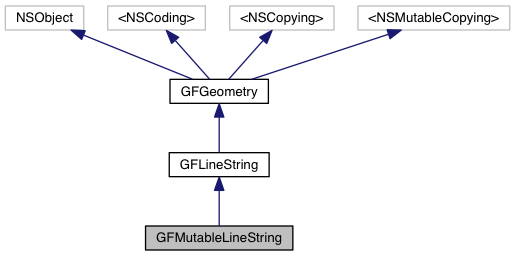 NSObject
<NSCoding>
<NSCopying>
<NSMutableCopying>
GFGeometry
GFLineString
GFMutableLineString